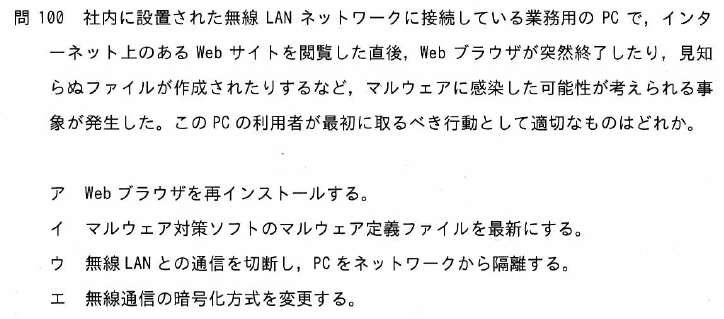 問 100 社内に設置された無線 LAN ネットワークに接続している業務用の PC で，インタ
ーネット上のある Web サイトを閲覧した直後，Web ブラウザが突然終了したり，見知
らぬファイルが作成されたりするなど，マルウェアに感染した可能性が考えられる事
象が発生した。この PC の利用者が最初に取るべき行動として適切なものはどれか。
ア Web ブラウザを再インストールする。
イ マルウェア対策ソフトのマルウェア定義ファイルを最新にする。
ウ 無線 LAN との通信を切断し，PC をネットワークから隔離する。
エ 無線通信の暗号化方式を変更する。